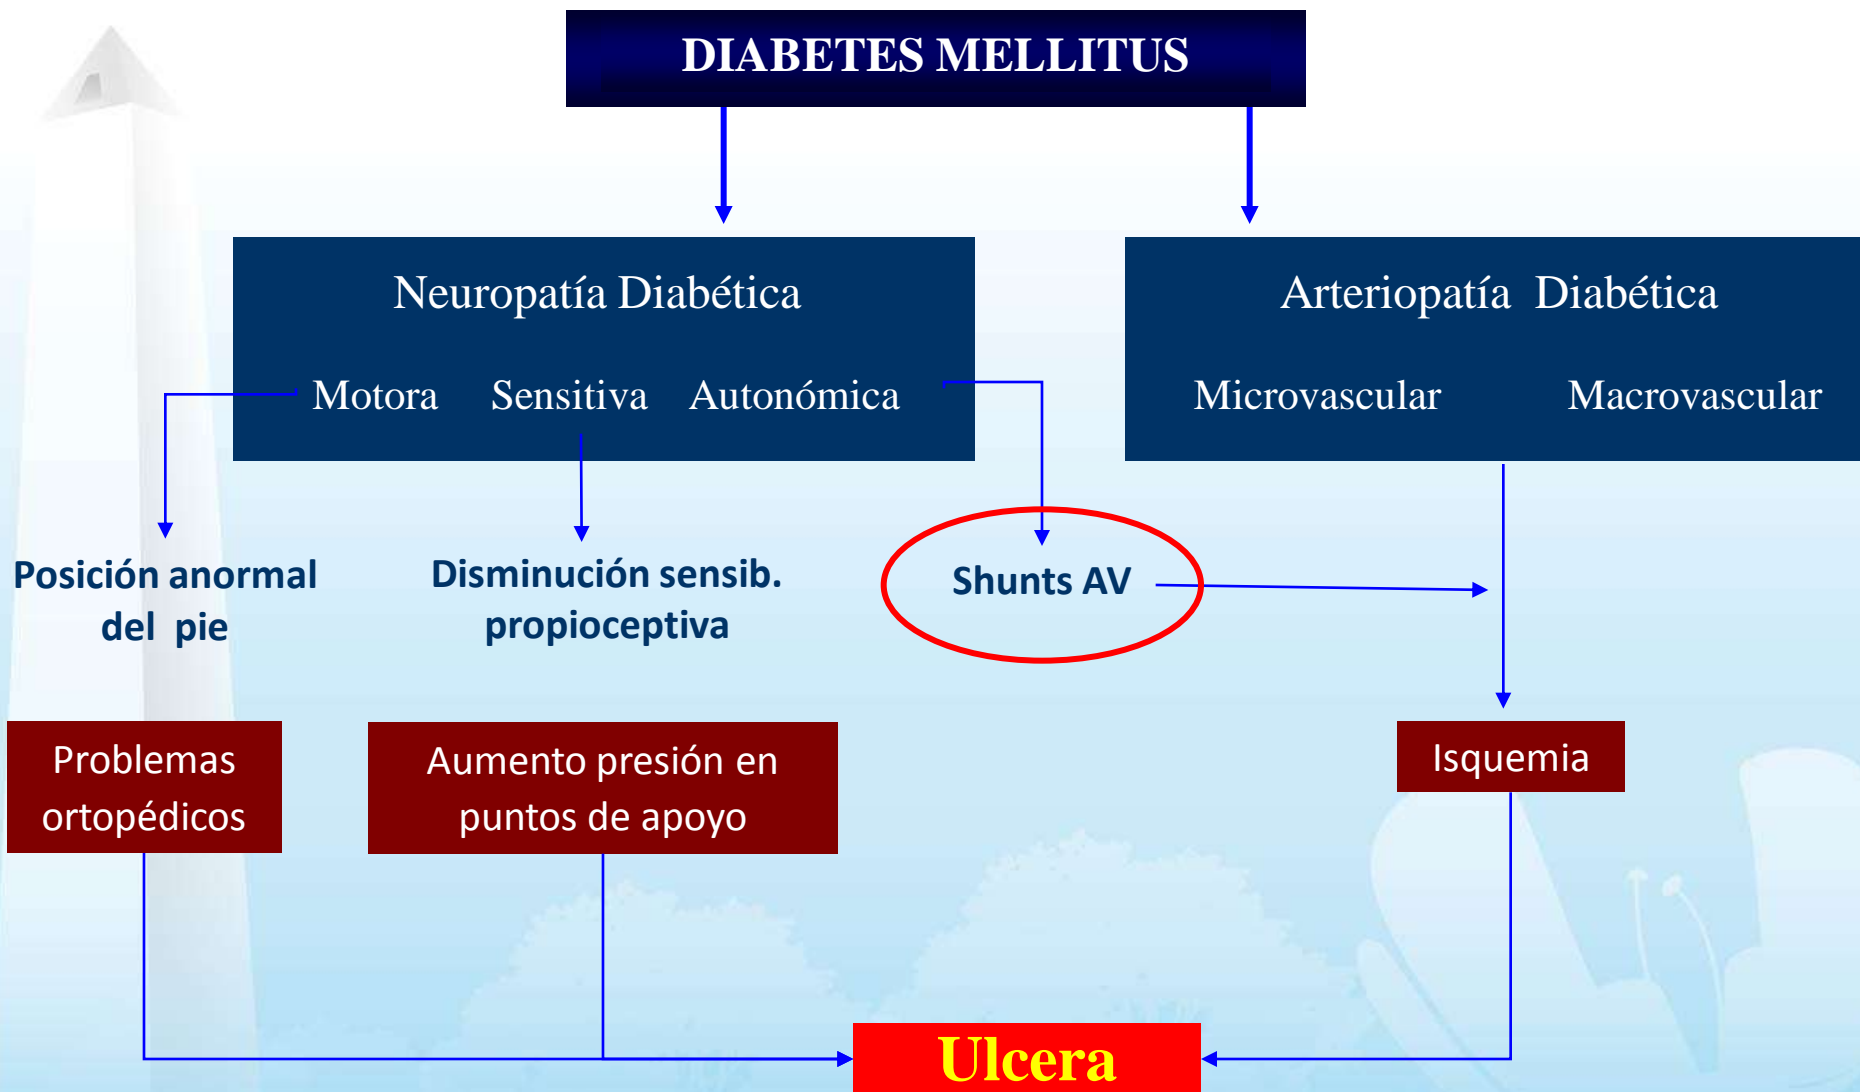 DIABETES MELLITUS
Neuropatía Diabética
Motora Sensitiva Autonómica
Arteriopatía Diabética
Microvascular Macrovascular
Posición anormal
del pie
Disminución sensib.
propioceptiva
Shunts AV
Problemas
ortopédicos
Aumento presión en
puntos de apoyo
Isquemia
Ulcera